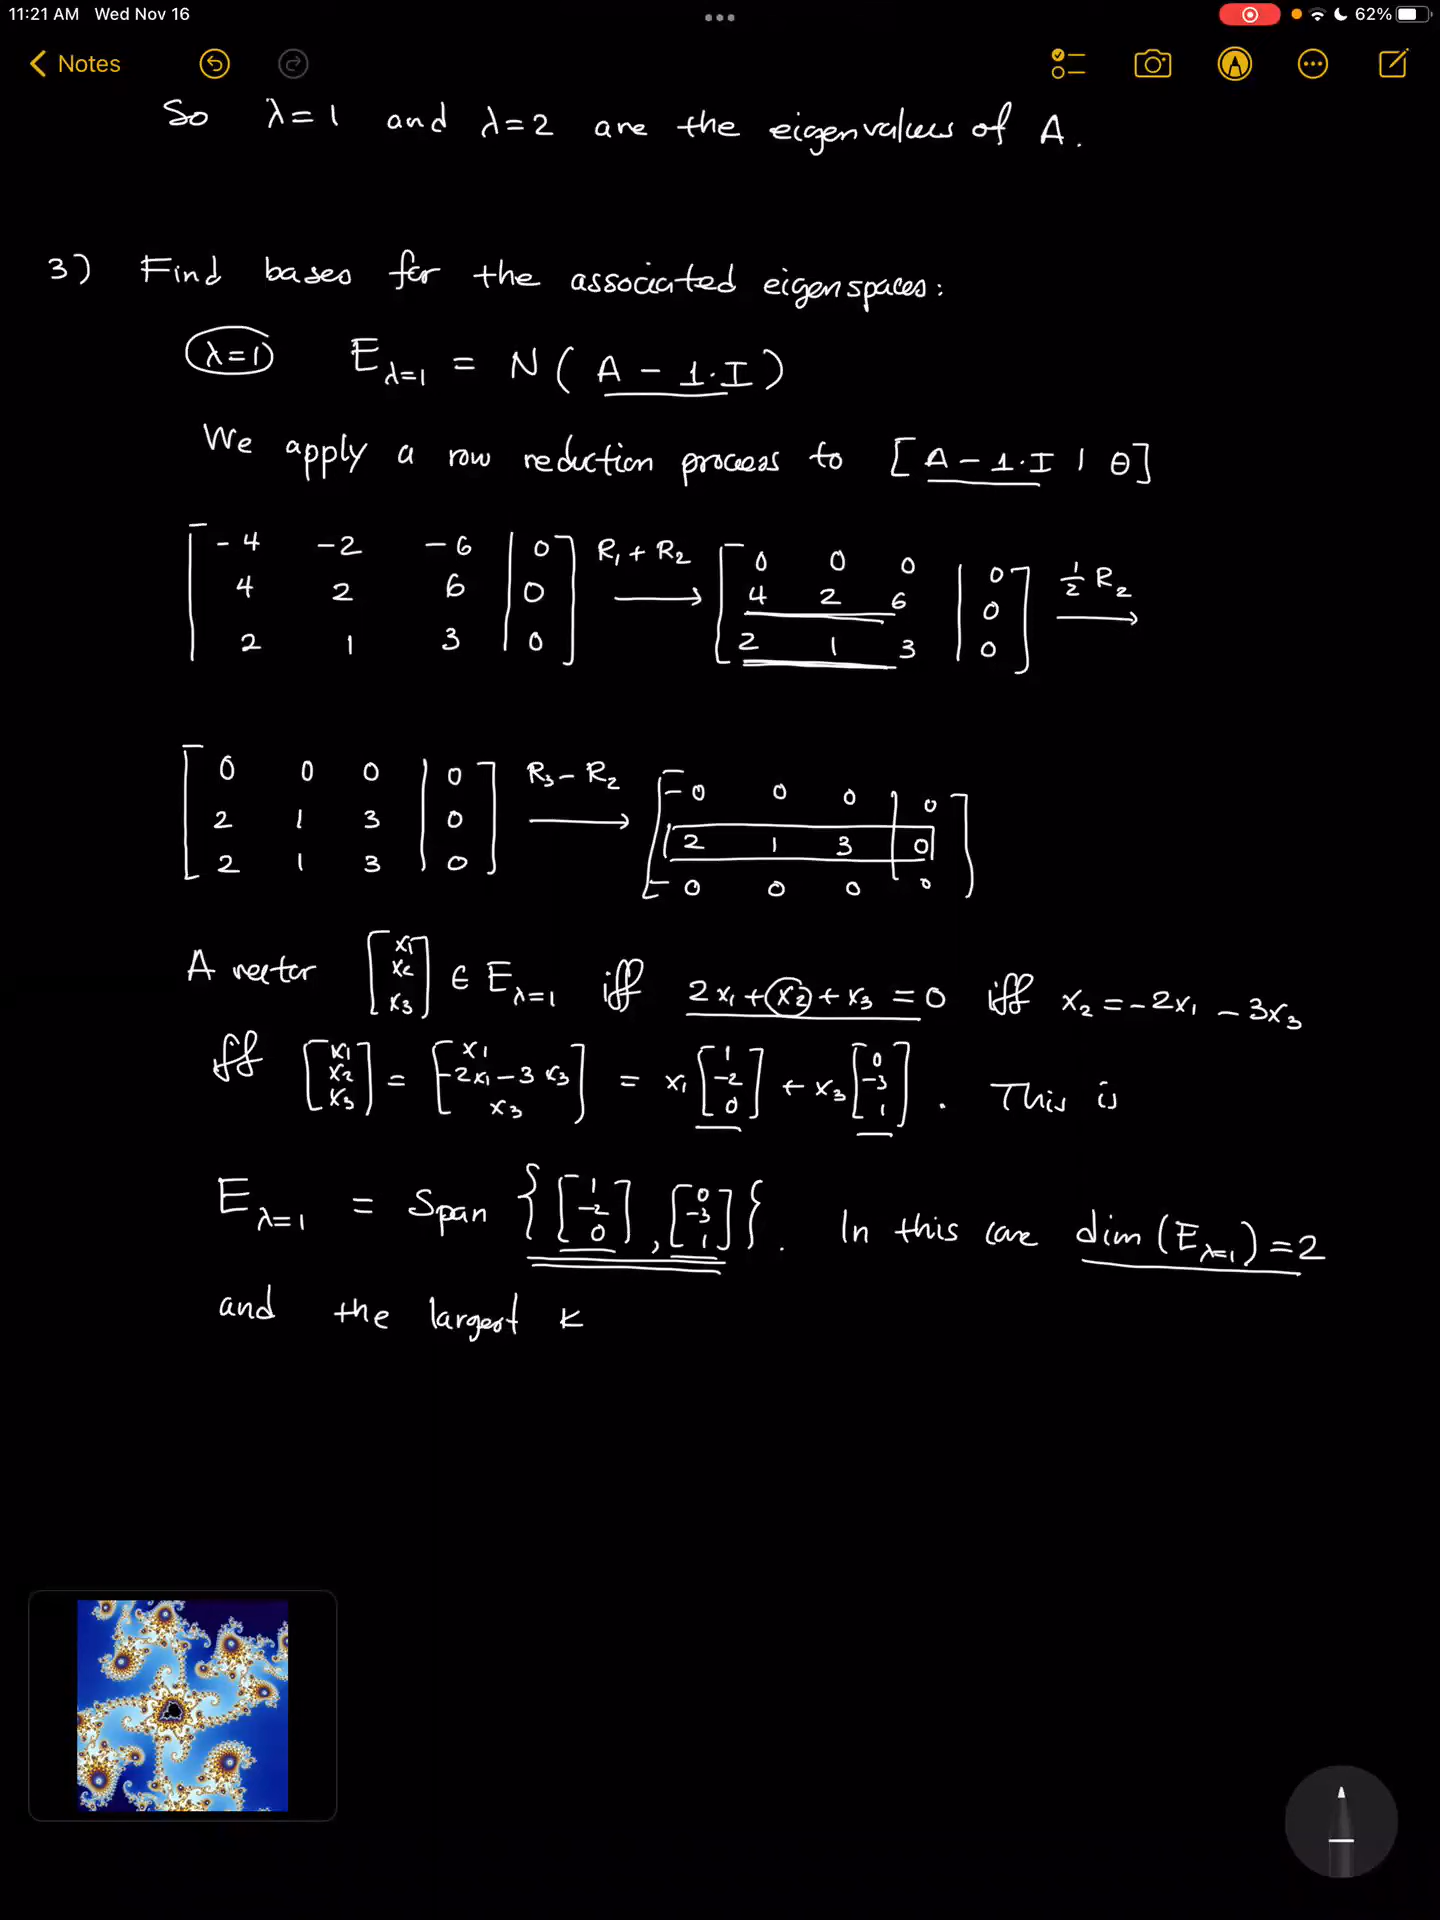 11:21 AM Wed Nov 16 62%
Notes
So λ=1 and λ=2 are the eigenvalues of A.
3) Find bases for the associated eigenspaces:
λ=1 E λ=1 = N ( A - 1·I )
We apply a row reduction process to [ A - 1·I | θ ]
-4 -2 -6 | 0 R1 + R2 0 0 0 | 0 1/2 R2
4 2 6 | 0 → 4 2 6 | 0 →
2 1 3 | 0 2 1 3 | 0
0 0 0 | 0 R3 - R2 0 0 0 | 0
2 1 3 | 0 → 2 1 3 | 0
2 1 3 | 0 0 0 0 | 0
A vector [x1 x2 x3] ∈ E λ=1 iff 2x1 + x2 + x3 = 0 iff x2 = -2x1 - 3x3
iff [x1 x2 x3] = [x1 -2x1-3x3 x3] = x1 [1 -2 0] + x3 [0 -3 1] . This is
E λ=1 = Span { [1 -2 0] , [0 -3 1] } . In this case dim (E λ=1) = 2
and the largest k